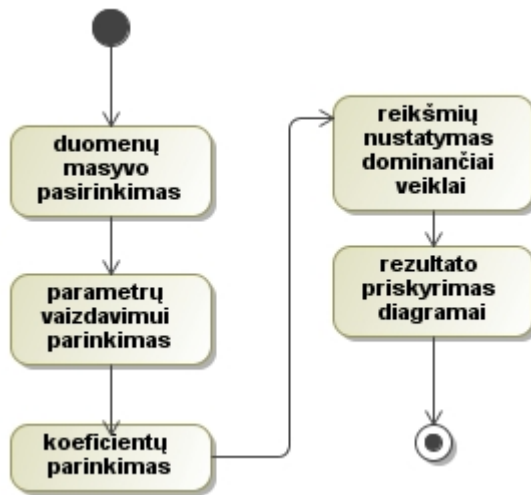 duomenų
masyvo
pasirinkimas
parametrų
vaizdavimui
parinkimas
koeficientų
parinkimas
reikšmių
nustatymas
dominančiai
veiklai
rezultato
priskyrimas
diagramai